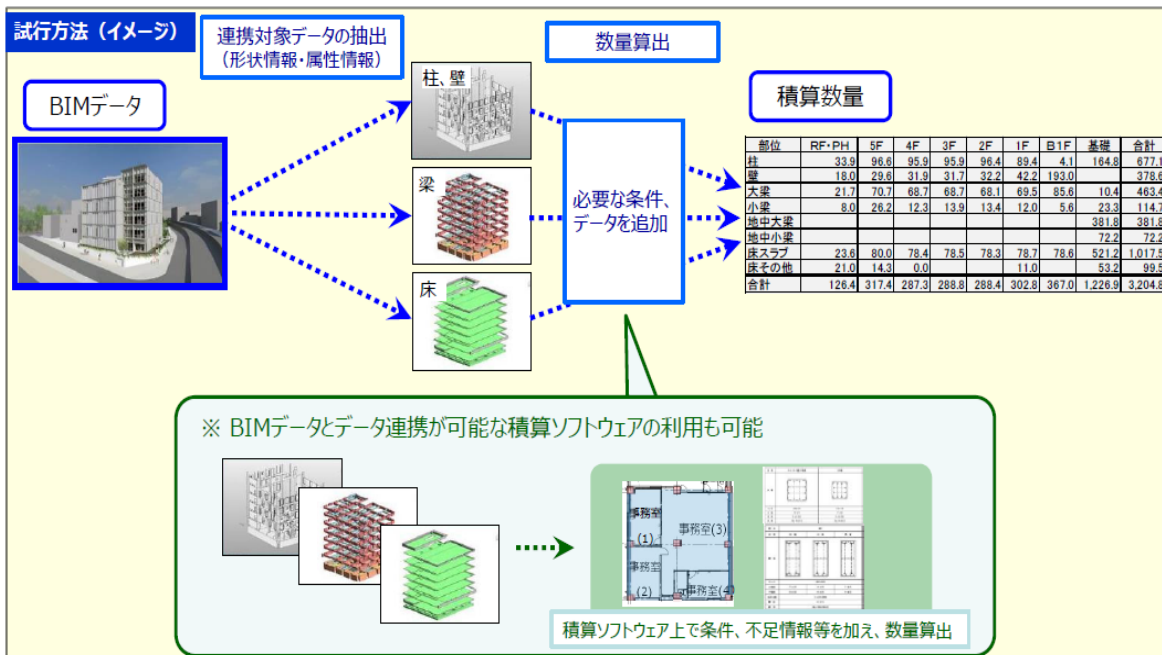 試行方法（イメージ）
連携対象データの抽出
（形状情報・属性情報）
数量算出
BIMデータ
柱、壁
梁
床
必要な条件、
データを追加
積算数量
部位 RF・PH 5F 4F 3F 2F 1F B1F 基礎 合計
柱 33.9 96.6 95.9 95.9 96.4 89.4 4.1 164.8 677.1
壁 18.0 29.6 31.9 31.7 32.2 42.2 193.0 378.6
大梁 21.7 70.7 68.7 68.7 68.1 69.5 85.6 10.4 463.4
小梁 8.0 26.2 12.3 13.9 13.4 12.0 5.6 23.3 114.7
地中大梁 381.8 381.8
地中小梁 72.2 72.2
床スラブ 23.6 80.0 78.4 78.5 78.3 78.7 78.6 521.2 1,017.5
床その他 21.0 14.3 0.0 11.0 53.2 99.5
合計 126.4 317.4 287.3 288.8 288.4 302.8 367.0 1,226.9 3,204.8
※ BIMデータとデータ連携が可能な積算ソフトウェアの利用も可能
事務室
(1)
事務室(3)
事務室
(2)
事務室(4)
積算ソフトウェア上で条件、不足情報等を加え、数量算出